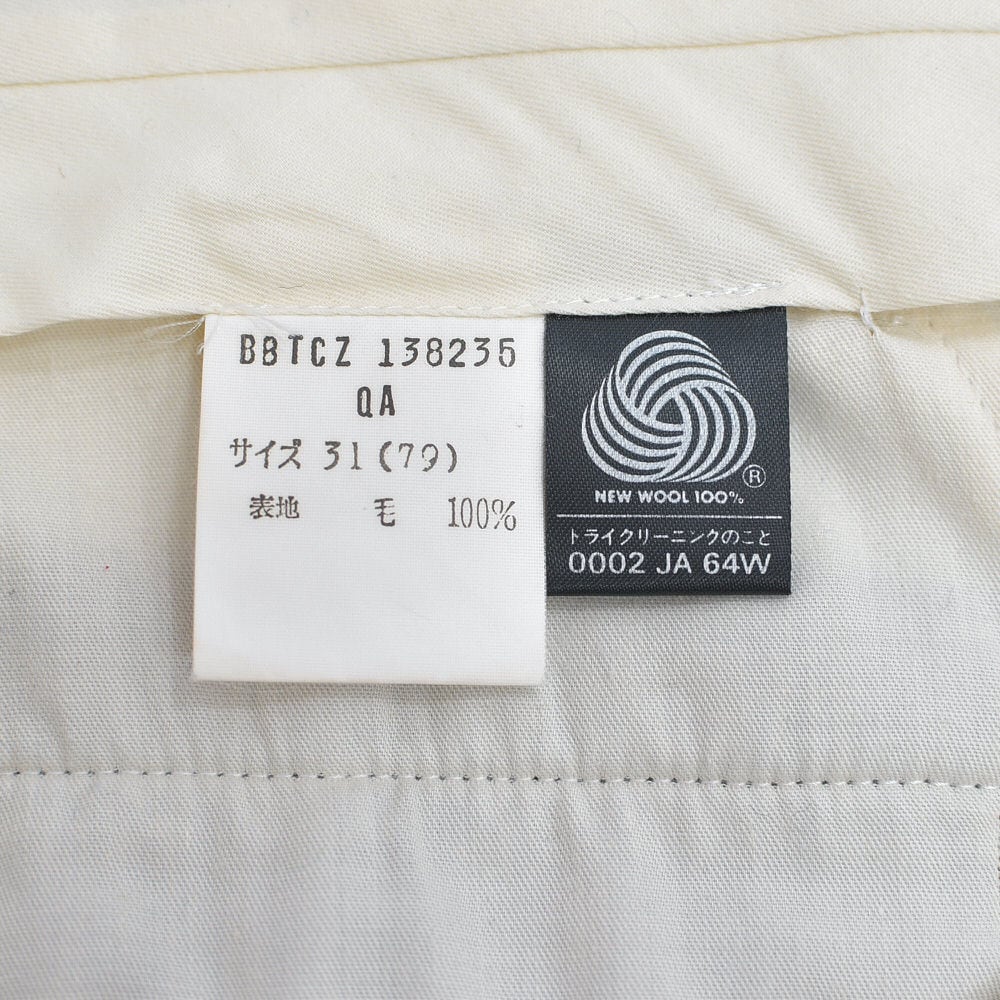 BBTCZ 138235
QA
サイズ 31(79)
表地 毛 100%
®
NEW WOOL 100%
トライクリーニングのこと
0002 JA 64W